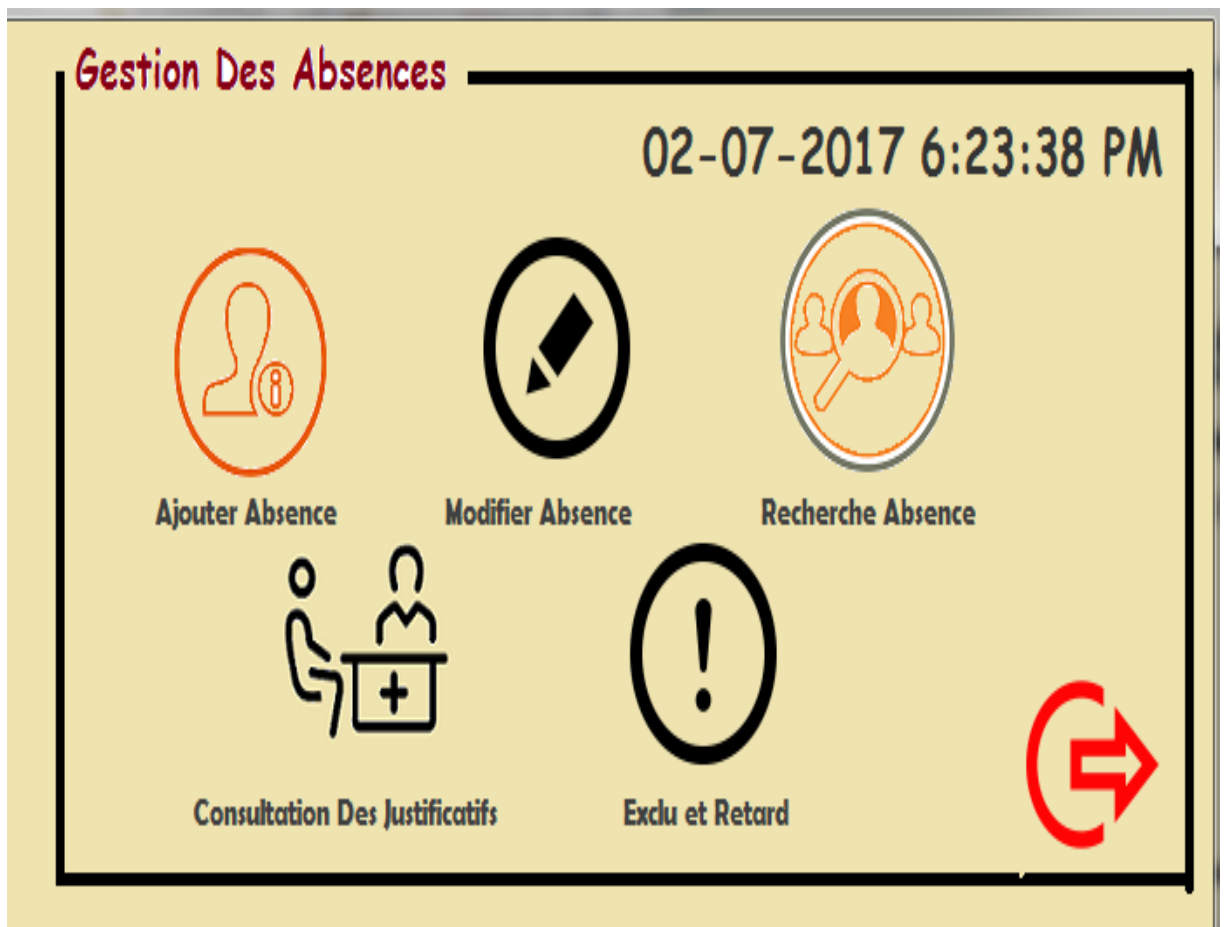 Gestion Des Absences
02-07-2017 6:23:38 PM
Ajouter Absence
Modifier Absence
Recherche Absence
Consultation Des Justificatifs
Exclu et Retard